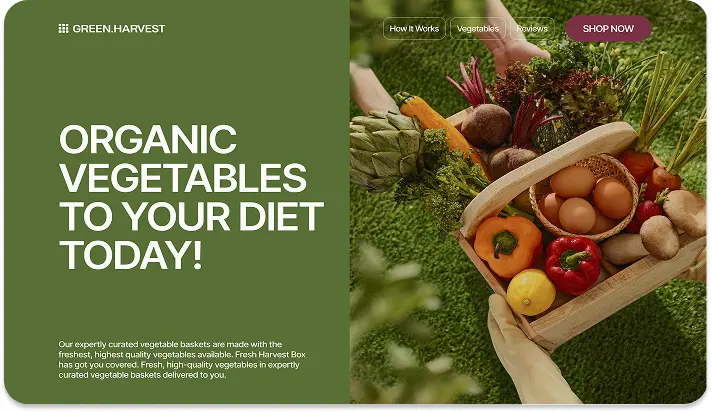 GREEN.HARVEST
How It Works
Vegetables
Reviews
SHOP NOW
ORGANIC
VEGETABLES
TO YOUR DIET
TODAY!
Our expertly curated vegetable baskets are made with the
freshest, highest quality vegetables available. Fresh Harvest Box
has got you covered. Fresh, high-quality vegetables in expertly
curated vegetable baskets delivered to you.